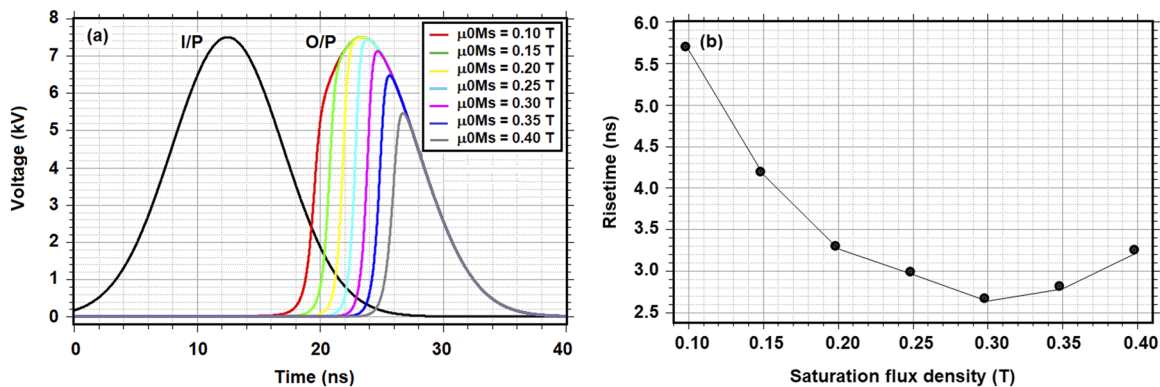 (a)
I/P
O/P
μ0Ms = 0.10 T
μ0Ms = 0.15 T
μ0Ms = 0.20 T
μ0Ms = 0.25 T
μ0Ms = 0.30 T
μ0Ms = 0.35 T
μ0Ms = 0.40 T
Voltage (kV)
8
7
6
5
4
3
2
1
0
0
10
20
30
40
Time (ns)
(b)
Risetime (ns)
6.0
5.5
5.0
4.5
4.0
3.5
3.0
2.5
0.10
0.15
0.20
0.25
0.30
0.35
0.40
Saturation flux density (T)